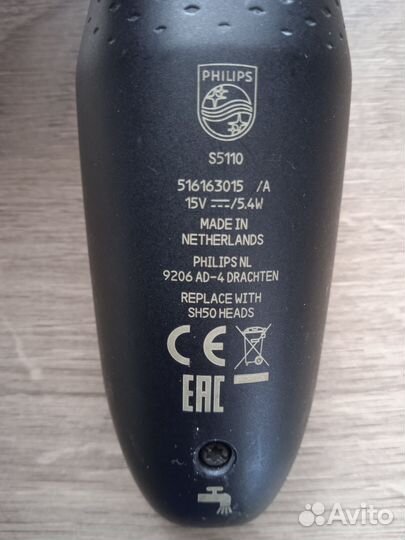 PHILIPS
S5110
516163015 /A
15V ⎓/5.4W
MADE IN
NETHERLANDS
PHILIPS NL
9206 AD-4 DRACHTEN
REPLACE WITH
SH50 HEADS
CE
EAC
Avito